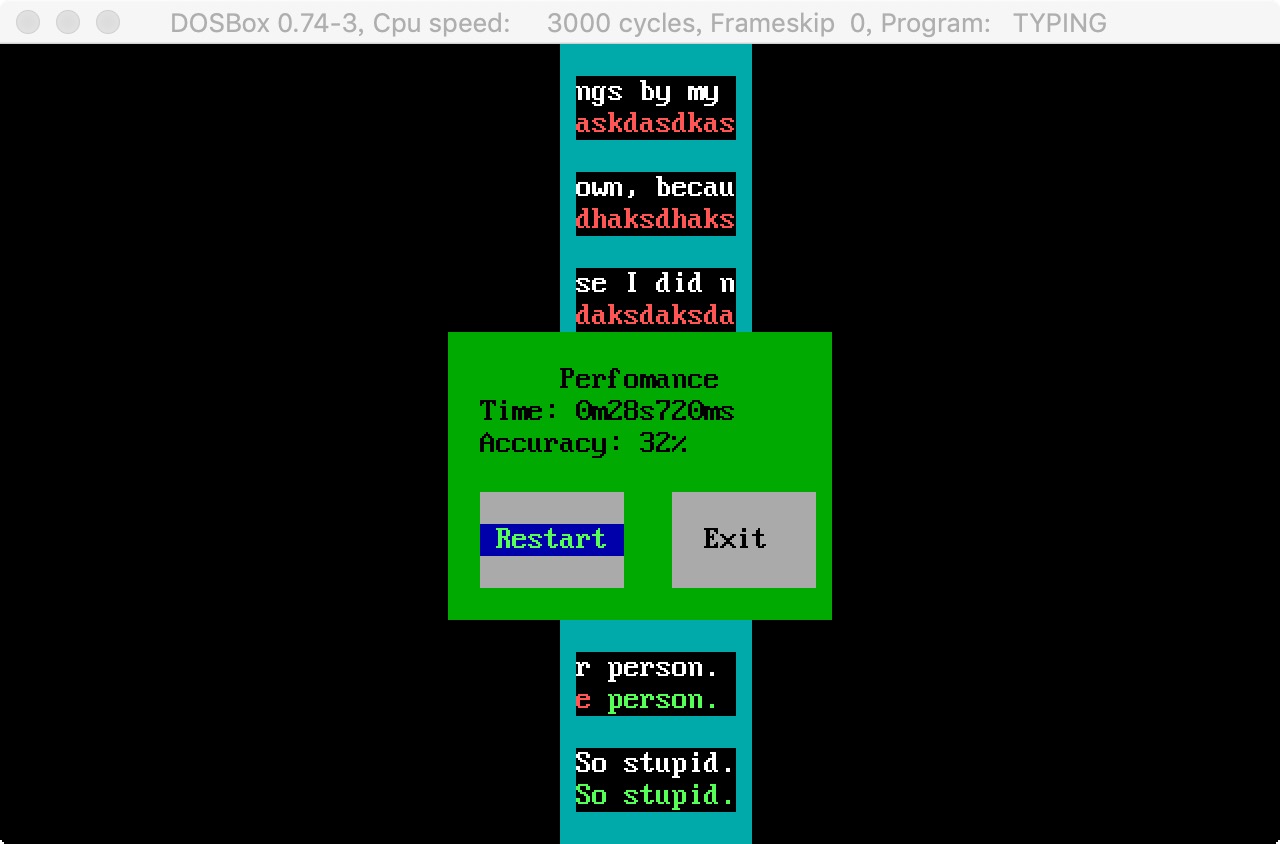 DOSBox 0.74-3, Cpu speed: 3000 cycles, Frameskip 0, Program: TYPING
ngs by my
askdasdkas
own, becau
dhaksdhaks
se I did n
daksdaksda
Perfomance
Time: 0m28s720ms
Accuracy: 32%
Restart Exit
r person.
e person.
So stupid.
So stupid.